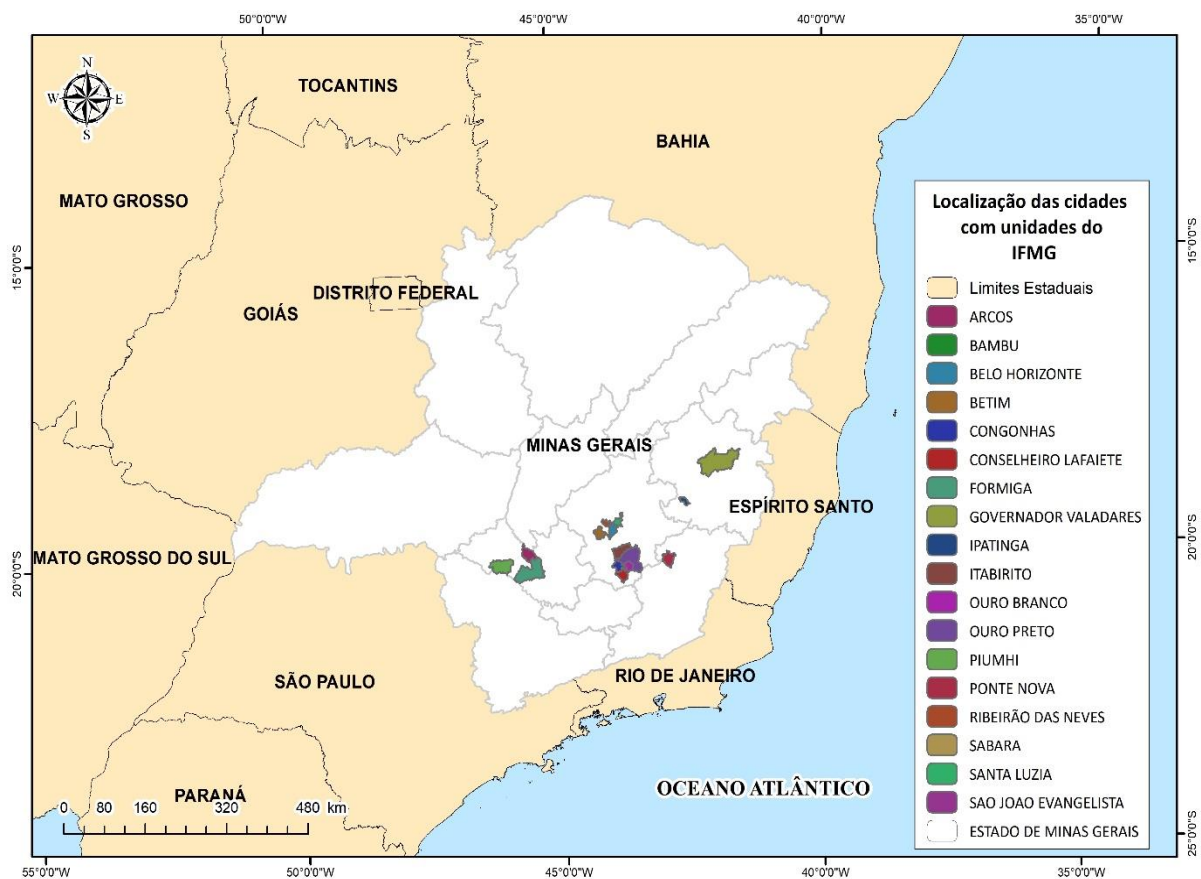 50°0'0"W
45°0'0"W
40°0'0"W
35°0'0"W
N
W
E
S
TOCANTINS
BAHIA
MATO GROSSO
15°0'0"S
15°0'0"S
DISTRITO FEDERAL
GOIÁS
MINAS GERAIS
ESPÍRITO SANTO
MATO GROSSO DO SUL
20°0'0"S
20°0'0"S
SÃO PAULO
RIO DE JANEIRO
OCEANO ATLÂNTICO
PARANÁ
0 80 160 320 480 km
25°0'0"S
55°0'0"W
50°0'0"W
45°0'0"W
40°0'0"W
35°0'0"W
Localização das cidades
com unidades do
IFMG
Limites Estaduais
ARCOS
BAMBU
BELO HORIZONTE
BETIM
CONGONHAS
CONSELHEIRO LAFAIETE
FORMIGA
GOVERNADOR VALADARES
IPATINGA
ITABIRITO
OURO BRANCO
OURO PRETO
PIUMHI
PONTE NOVA
RIBEIRÃO DAS NEVES
SABARA
SANTA LUZIA
SAO JOAO EVANGELISTA
ESTADO DE MINAS GERAIS